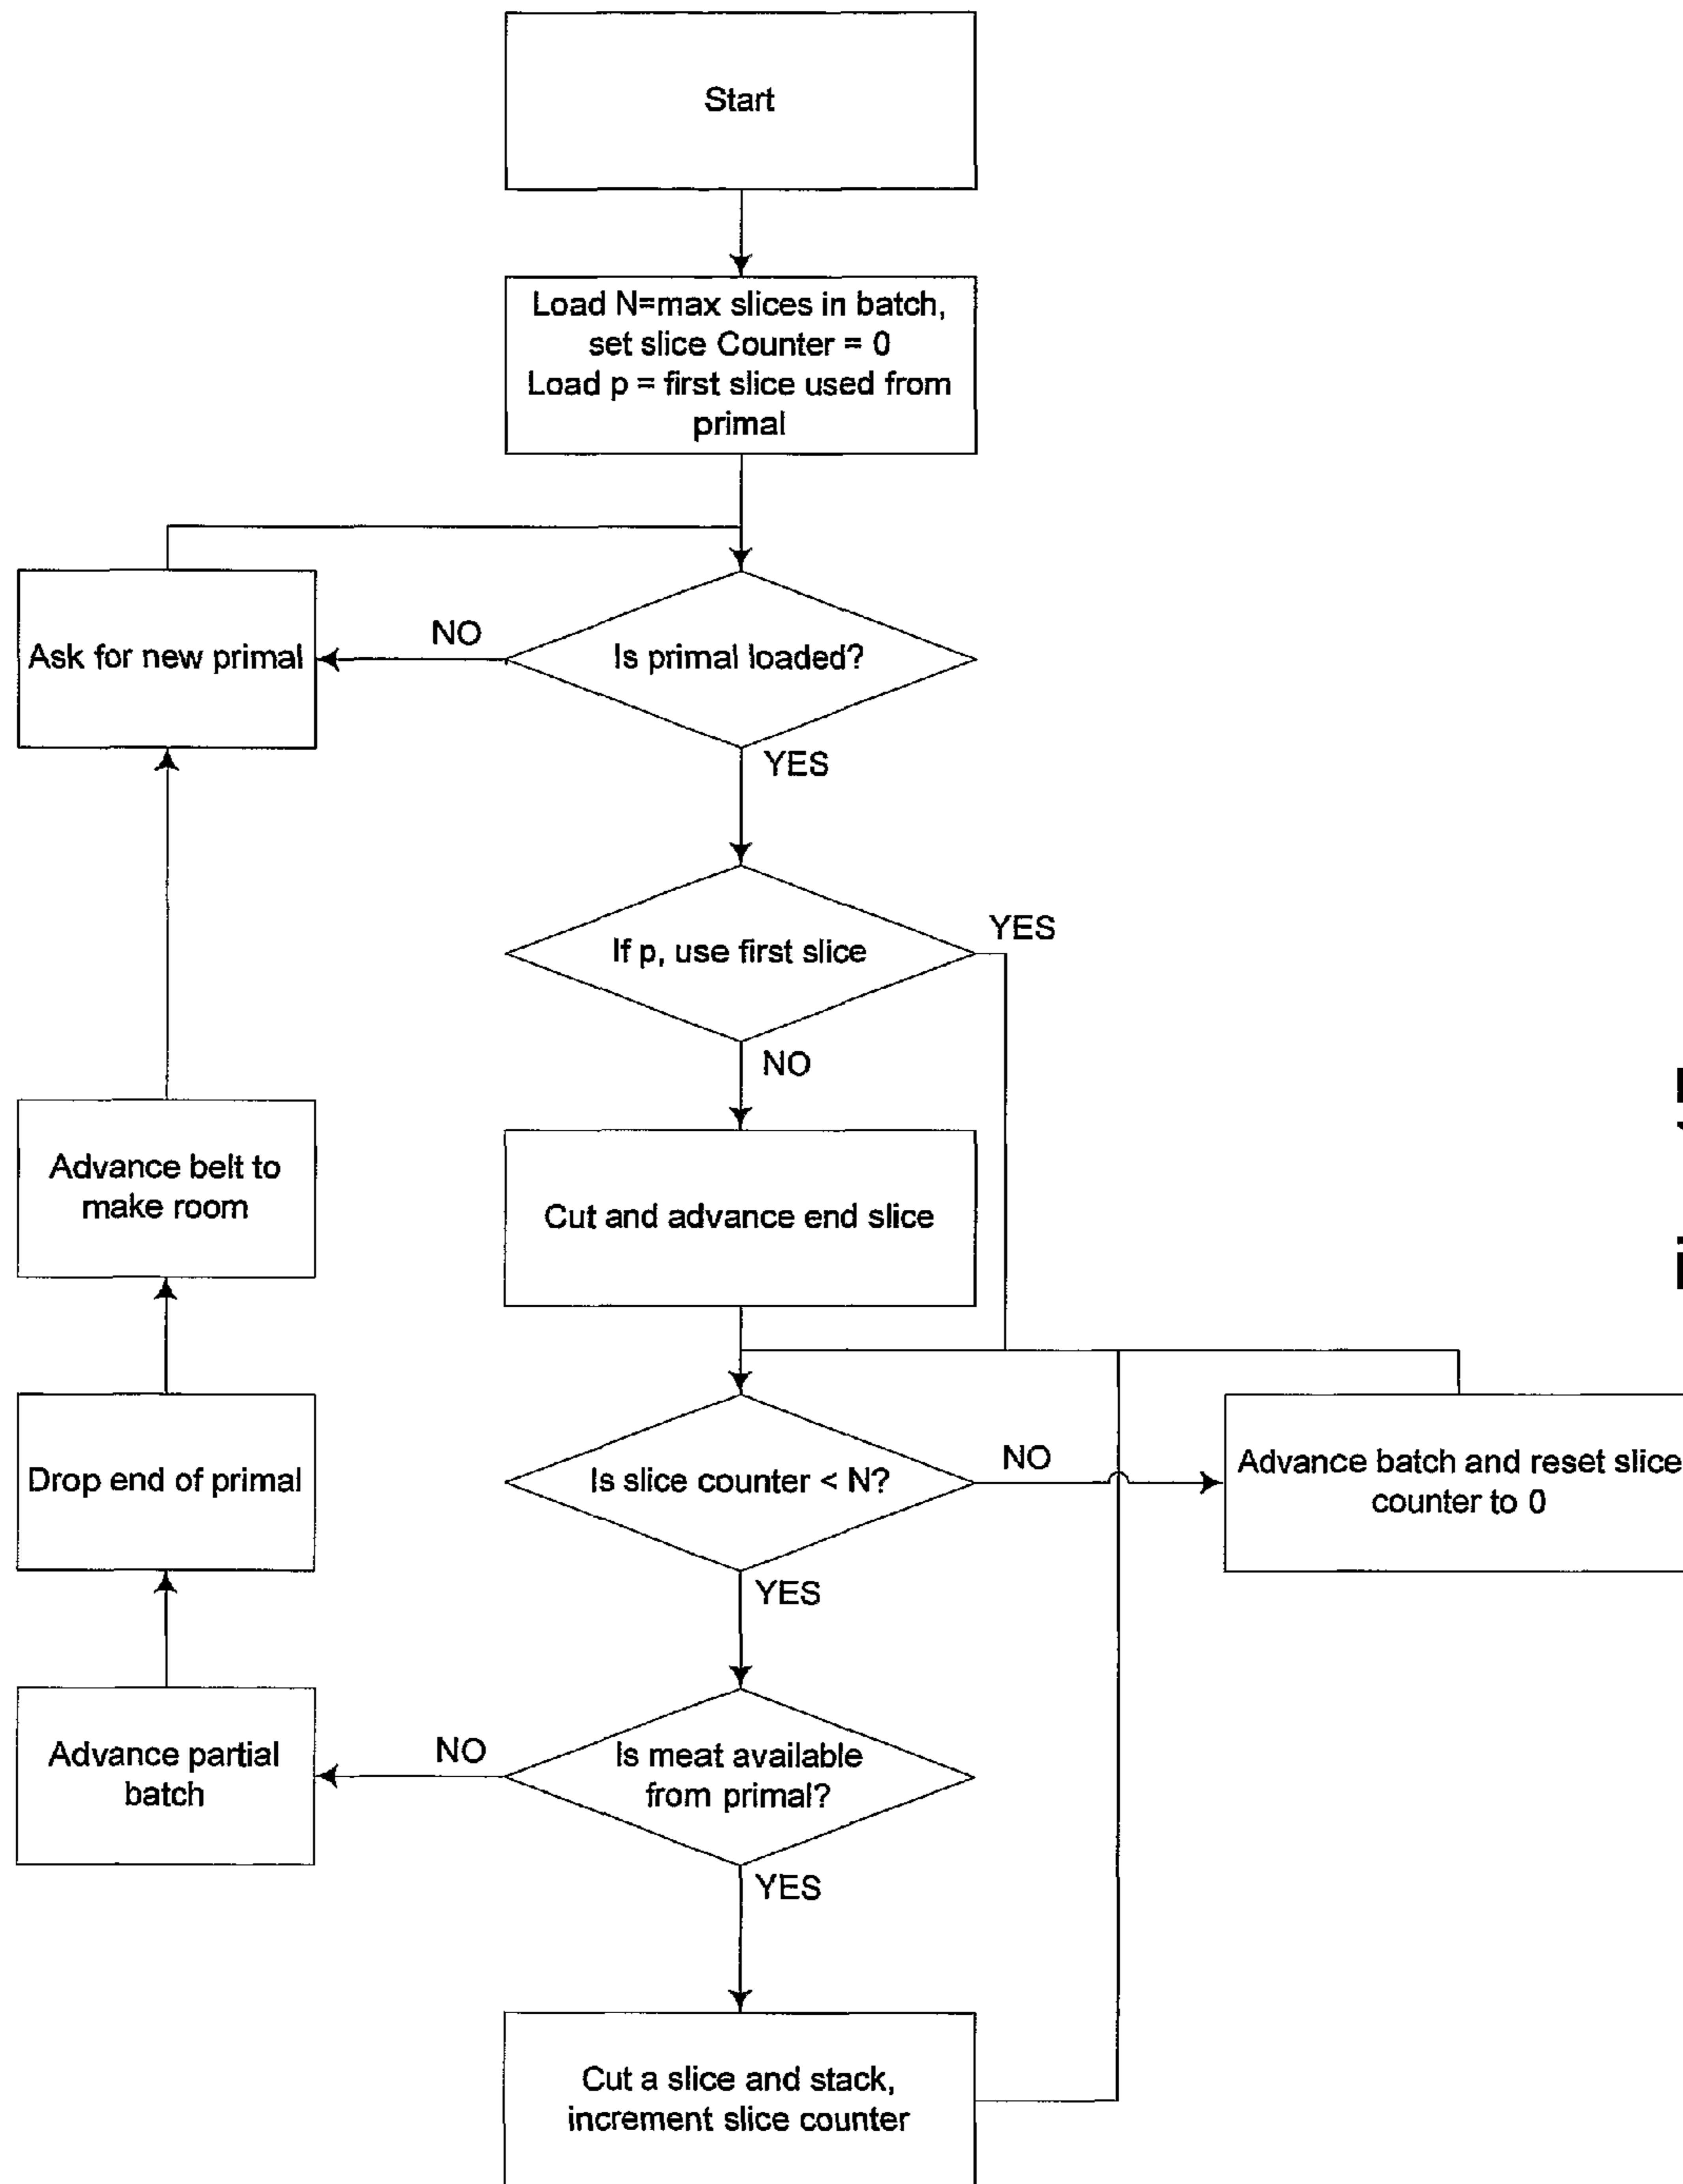 Start
Load N=max slices in batch,
set slice Counter = 0
Load p = first slice used from
primal
Ask for new primal
NO
Is primal loaded?
YES
If p, use first slice
YES
NO
Advance belt to
make room
Cut and advance end slice
Drop end of primal
Is slice counter < N?
NO
Advance batch and reset slice
counter to 0
YES
Advance partial
batch
NO
Is meat available
from primal?
YES
Cut a slice and stack,
increment slice counter